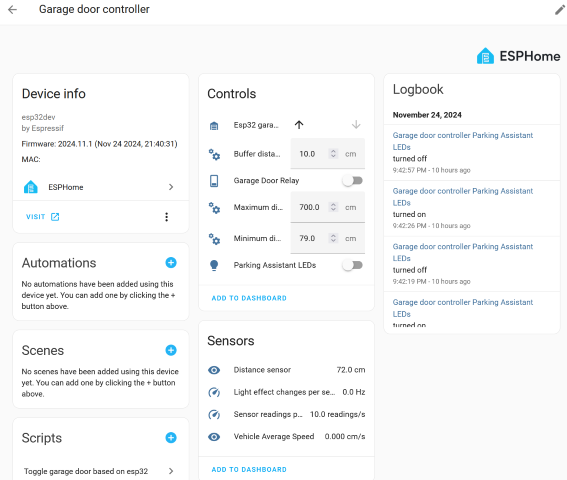 Garage door controller
ESPHome
Device info
esp32dev
by Espressif
Firmware: 2024.11.1 (Nov 24 2024, 21:40:31)
MAC:
ESPHome
VISIT
Automations
No automations have been added using this
device yet. You can add one by clicking the +
button above.
Scenes
No scenes have been added using this device
yet. You can add one by clicking the + button
above.
Scripts
Toggle garage door based on esp32
Controls
Esp32 gara...
Buffer dista... 10.0 cm
Garage Door Relay
Maximum di... 700.0 cm
Minimum di... 79.0 cm
Parking Assistant LEDs
ADD TO DASHBOARD
Sensors
Distance sensor 72.0 cm
Light effect changes per se... 0.0 Hz
Sensor readings p... 10.0 readings/s
Vehicle Average Speed 0.000 cm/s
ADD TO DASHBOARD
Logbook
November 24, 2024
Garage door controller Parking Assistant
LEDs
turned off
9:42:57 PM - 10 hours ago
Garage door controller Parking Assistant
LEDs
turned on
9:42:26 PM - 10 hours ago
Garage door controller Parking Assistant
LEDs
turned off
9:42:19 PM - 10 hours ago
Garage door controller Parking Assistant
LEDs
turned on